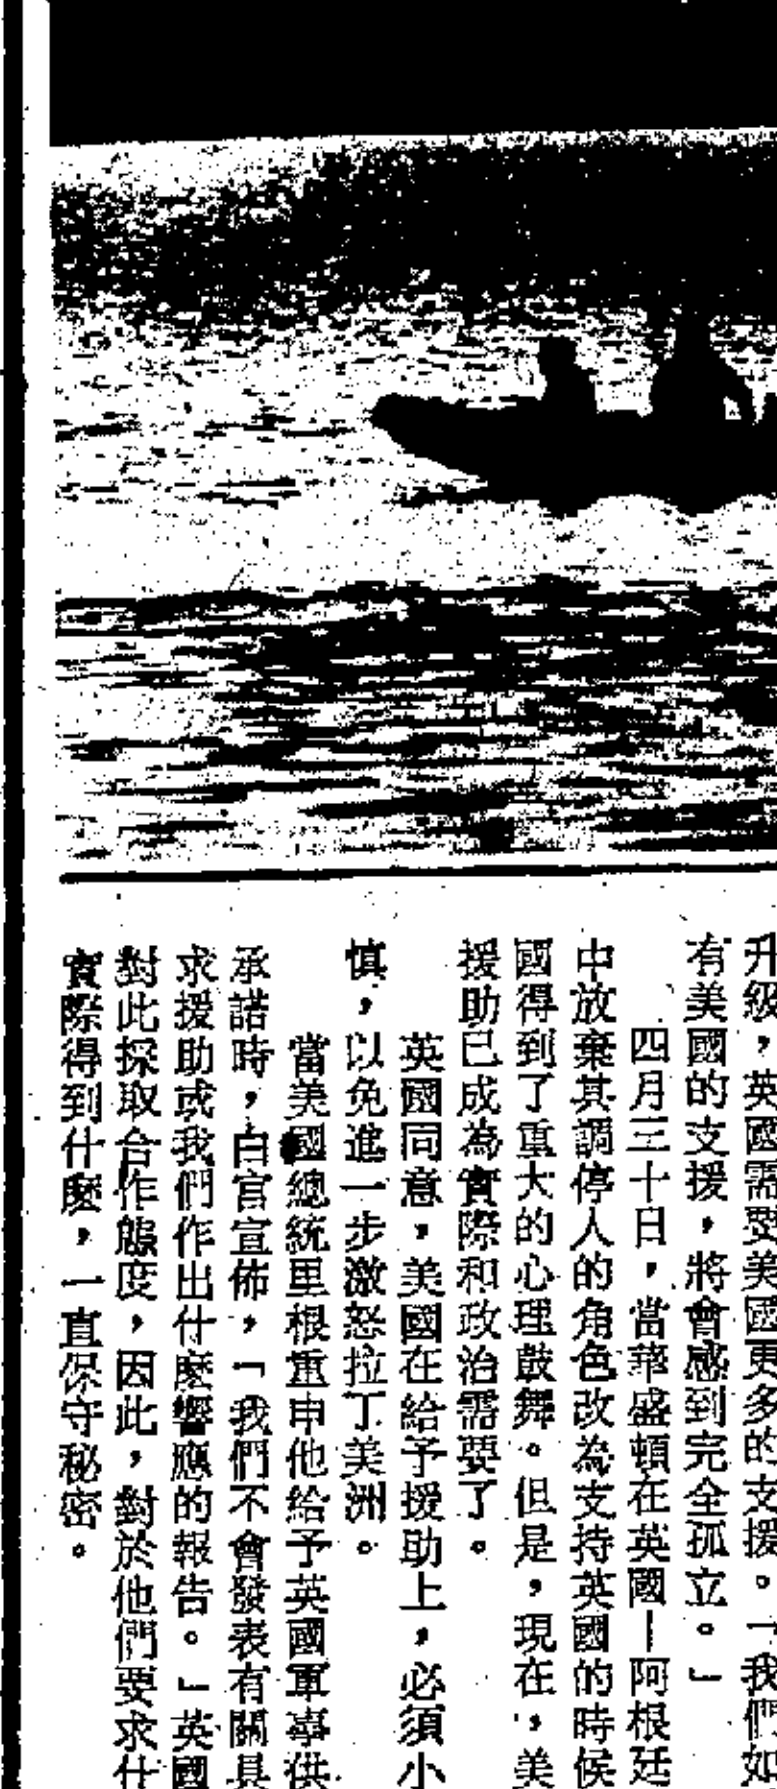 升級，英國需要美國更多的支援。「我們如
有美國的支援，將會感到完全孤立。」
四月三十日，當華盛頓在英國—阿根廷
中放棄其調停人的角色改為支持英國的時候
國得到了重大的心理鼓舞。但是，現在，美
援助已成為實際和政治需要了。
英國同意，美國在給予援助上，必須小
慎，以免進一步激怒拉丁美洲。
當美國總統里根重申他給予英國軍事供
承諾時，白宮宣佈，「我們不會發表有關具
求援助或我們作出什麼響應的報告。」英國
對此採取合作態度，因此，對於他們要求什
實際得到什麼，一直保守秘密。